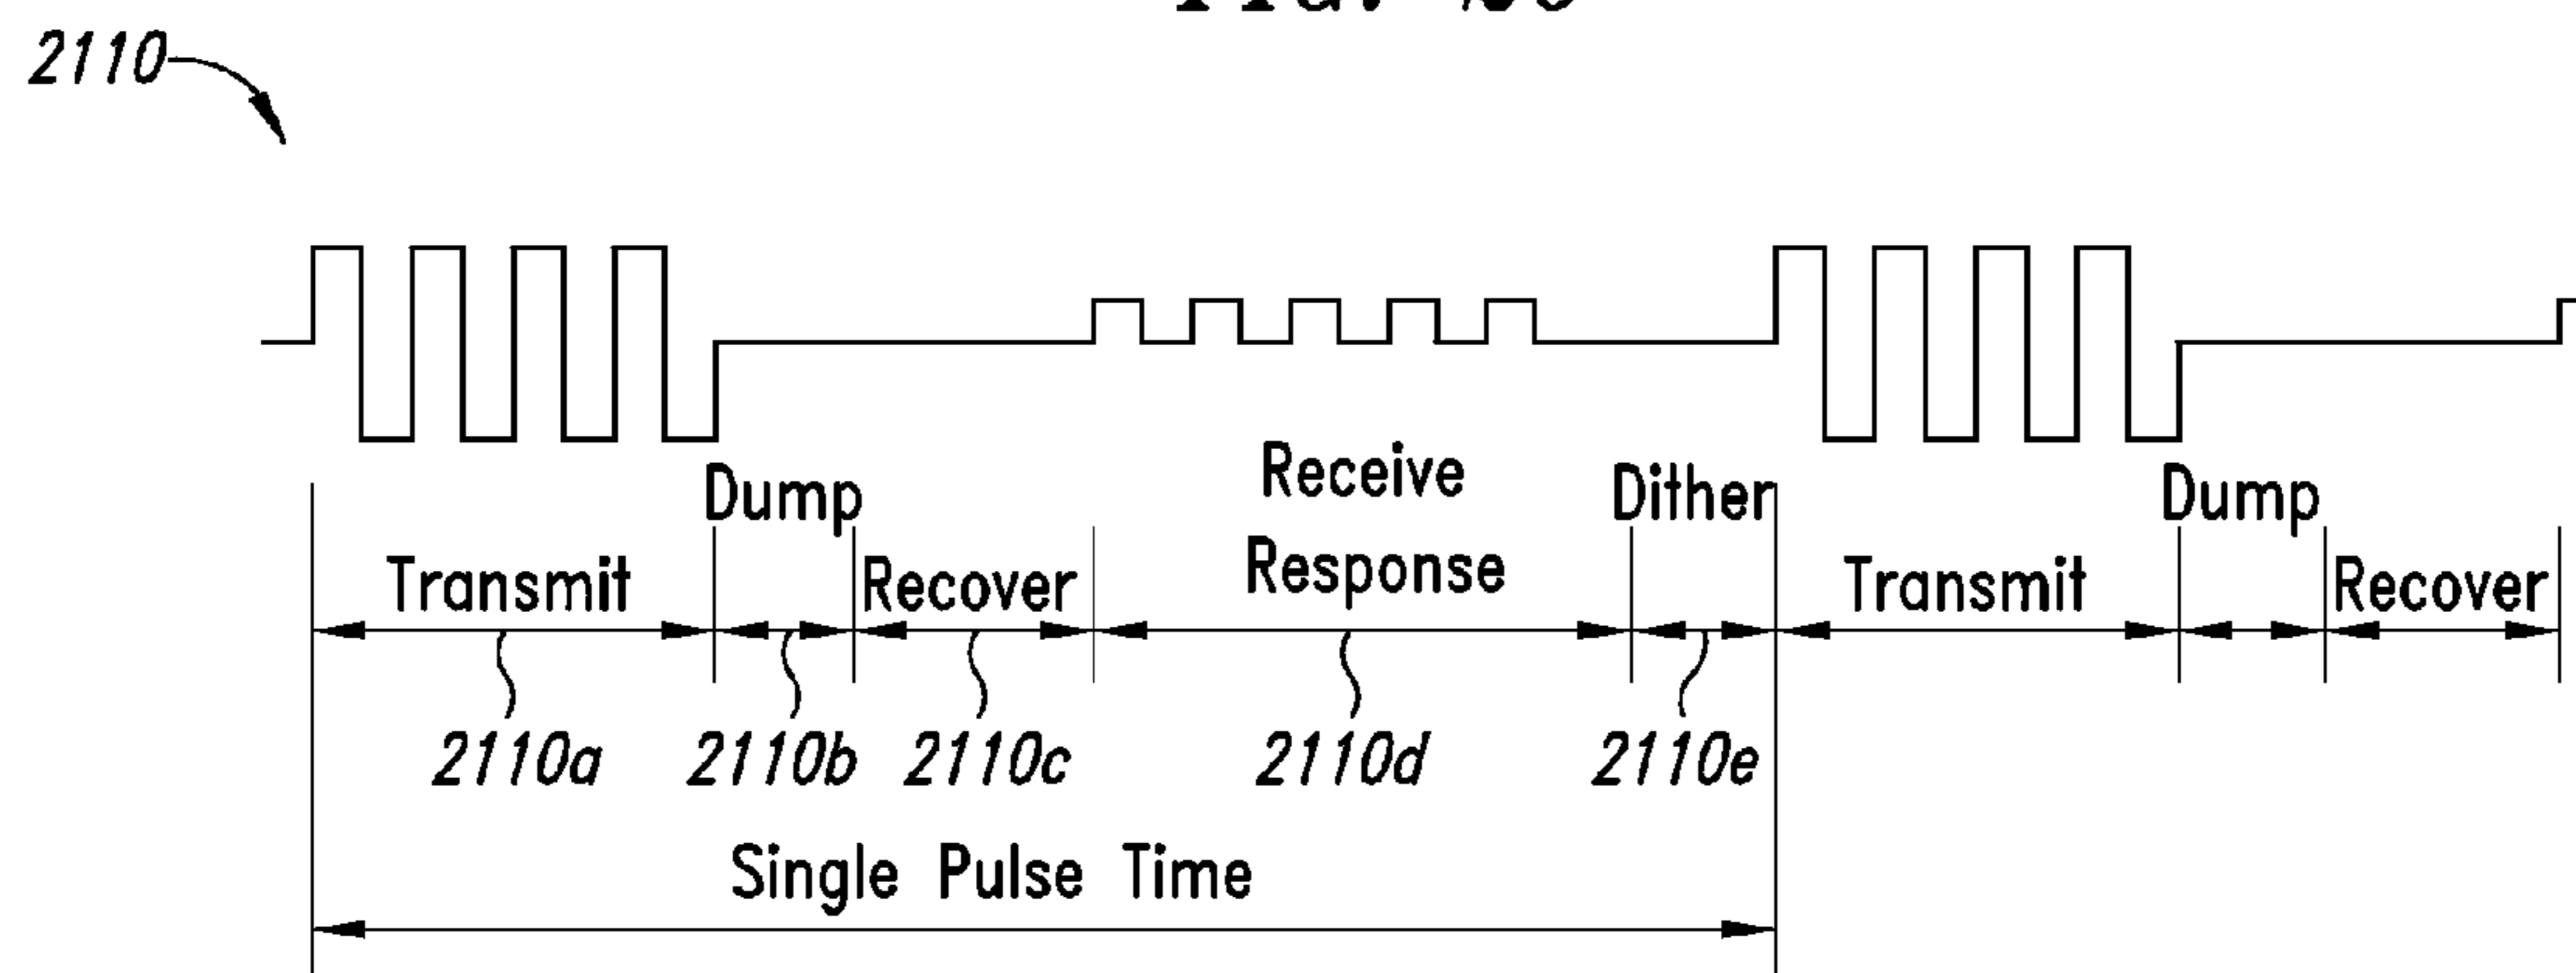 2110
Dump
Receive
Dither
Dump
Transmit
Recover
Response
Transmit
Recover
2110a
2110b
2110c
2110d
2110e
Single Pulse Time